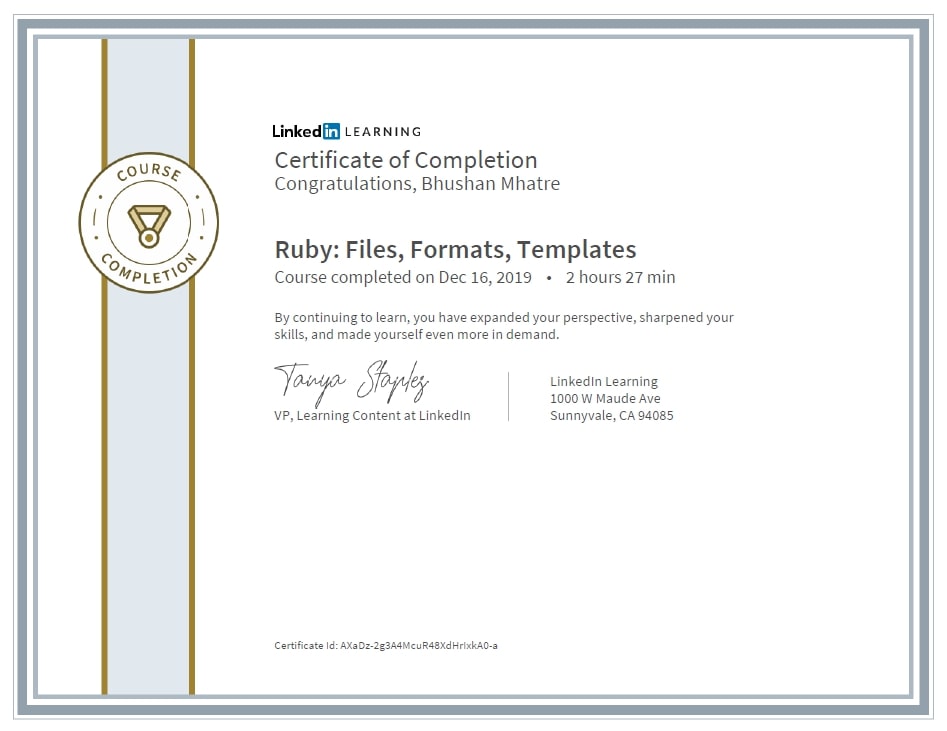 LinkedIn LEARNING
Certificate of Completion
Congratulations, Bhushan Mhatre
COURSE
COMPLETION
Ruby: Files, Formats, Templates
Course completed on Dec 16, 2019 • 2 hours 27 min
By continuing to learn, you have expanded your perspective, sharpened your
skills, and made yourself even more in demand.
Tanya Staples
VP, Learning Content at LinkedIn
LinkedIn Learning
1000 W Maude Ave
Sunnyvale, CA 94085
Certificate Id: AXaDz-2g3A4McuR48XdHrIxkA0-a